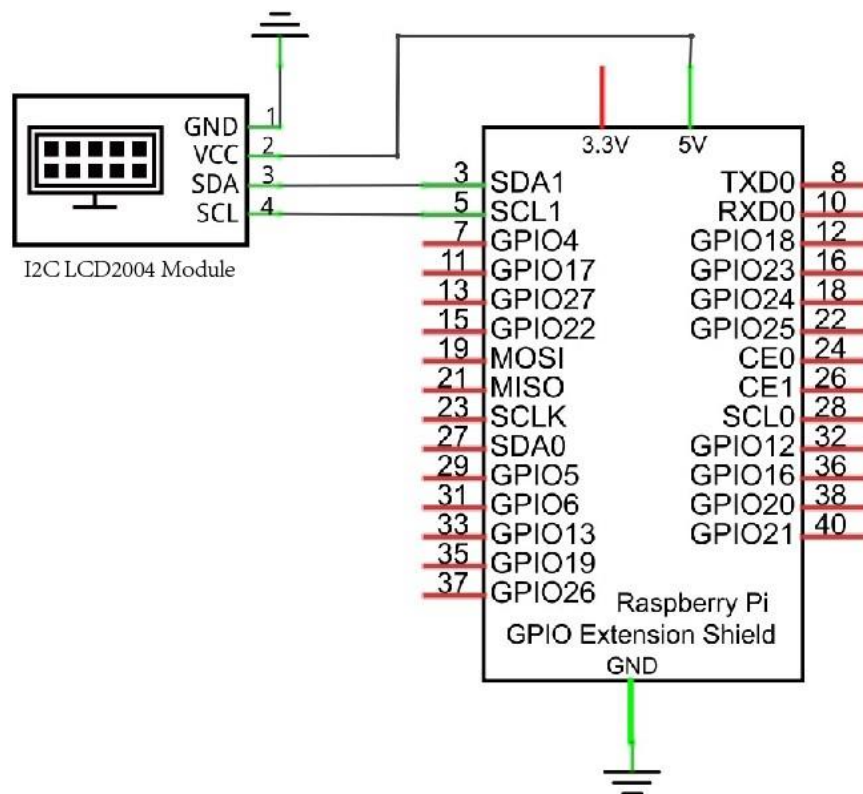 GND 1
VCC 2
SDA 3
SCL 4
I2C LCD2004 Module
3.3V 5V
3 SDA1 TXD0 8
5 SCL1 RXD0 10
7 GPIO4 GPIO18 12
11 GPIO17 GPIO23 16
13 GPIO27 GPIO24 18
15 GPIO22 GPIO25 22
19 MOSI CE0 24
21 MISO CE1 26
23 SCLK SCL0 28
27 SDA0 GPIO12 32
29 GPIO5 GPIO16 36
31 GPIO6 GPIO20 38
33 GPIO13 GPIO21 40
35 GPIO19
37 GPIO26
Raspberry Pi
GPIO Extension Shield
GND